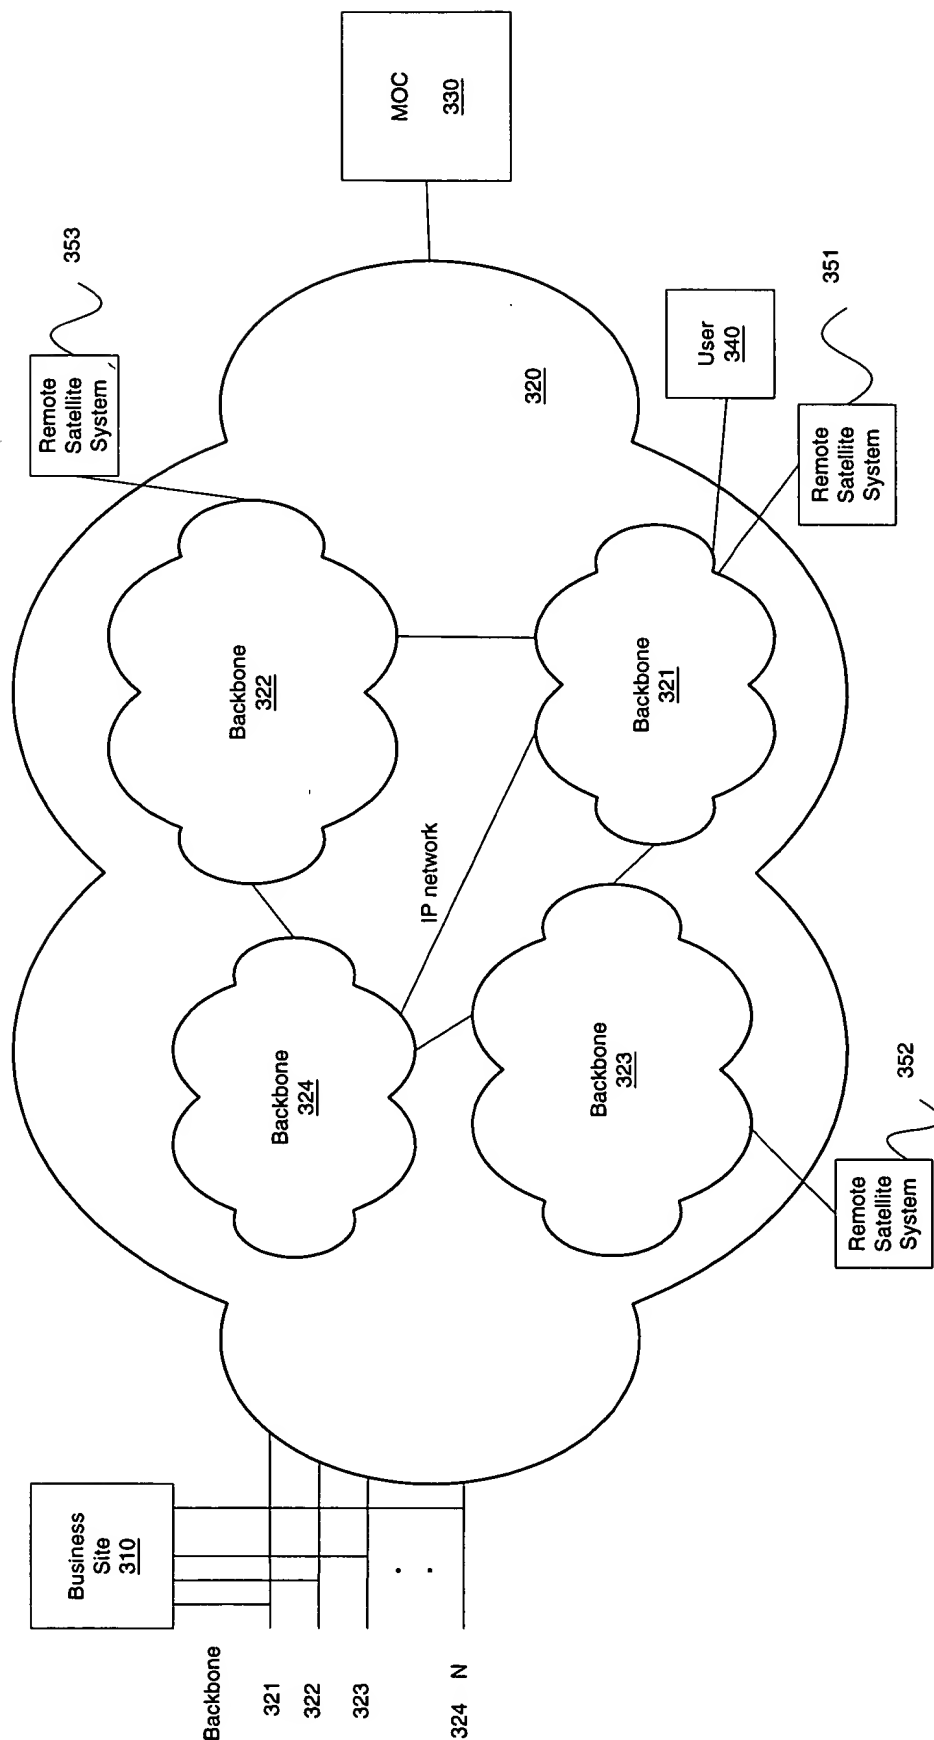 Business
Site
310
Backbone
321
322
323
324 N
Remote
Satellite
System
353
MOC
330
320
Backbone
322
Backbone
324
IP network
Backbone
321
Backbone
323
User
340
Remote
Satellite
System
351
Remote
Satellite
System
352